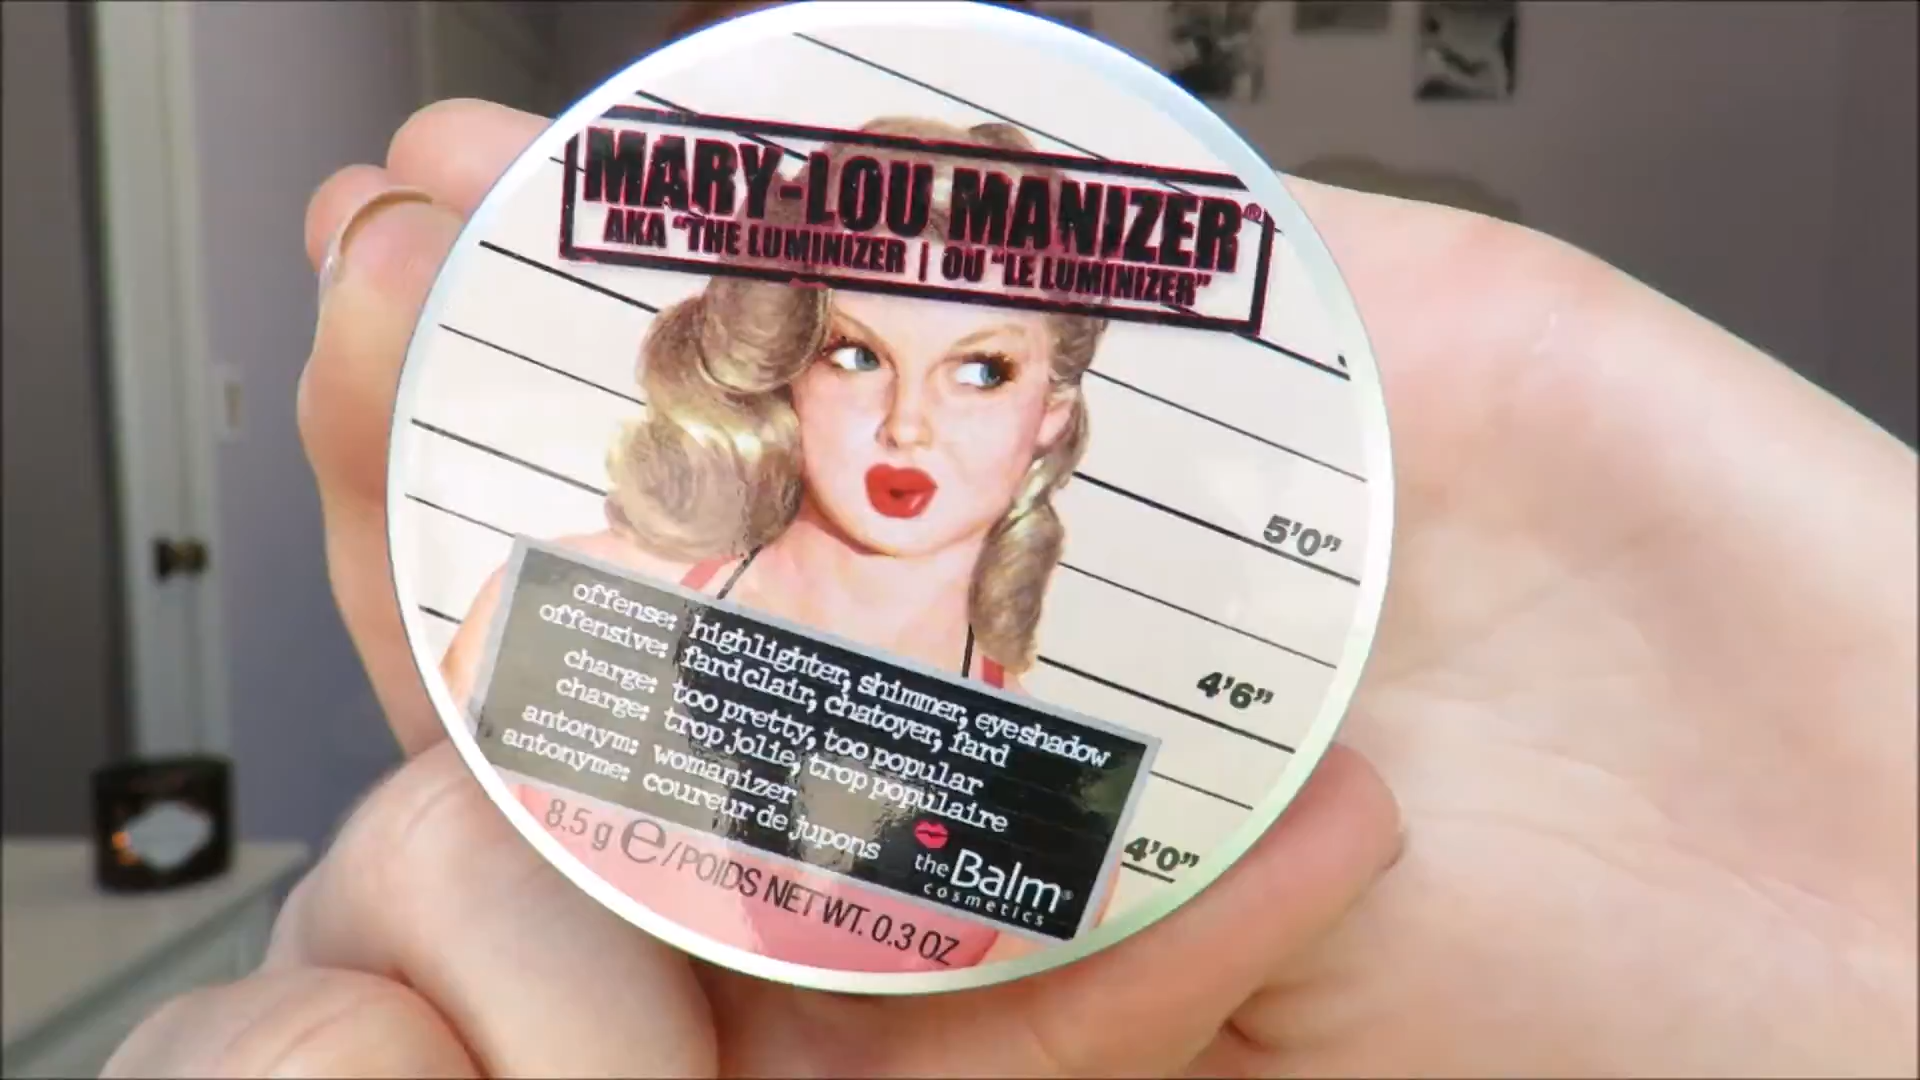 MARY-LOU MANIZER®
AKA "THE LUMINIZER | OU "LE LUMINIZER"
5'0"
4'6"
4'0"
offense: highlighter, shimmer, eyeshadow
offensive: fard clair, chatoyer, fard
charge: too pretty, too popular
charge: trop jolie, trop populaire
antonym: womanizer
antonyme: coureur de jupons
the Balm®
cosmetics
8.5 g e/POIDS NET WT. 0.3 OZ